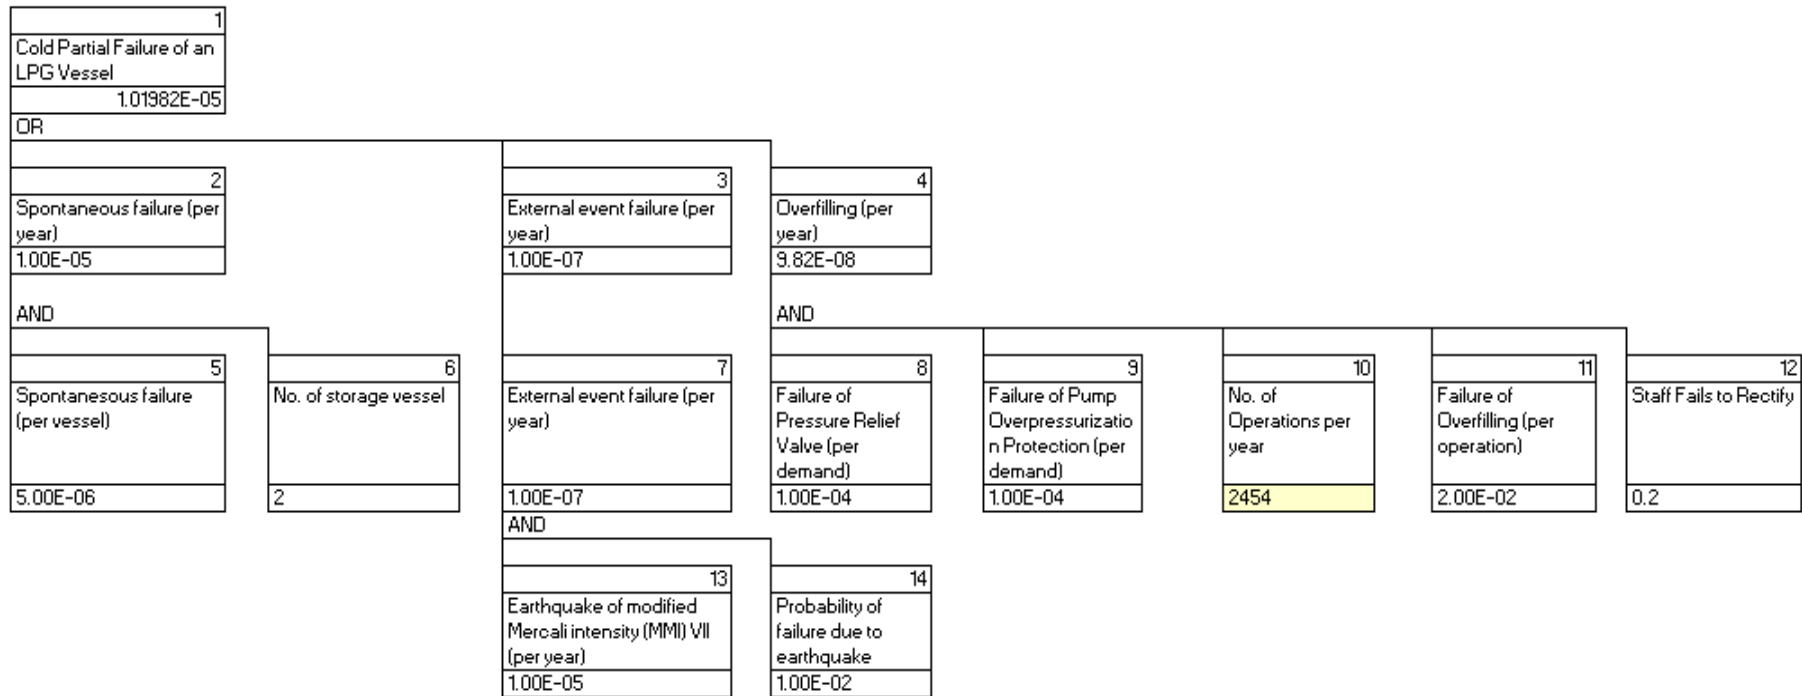 1
Cold Partial Failure of an
LPG Vessel
1.01982E-05
OR
2
Spontaneous failure (per
year)
1.00E-05
3
External event failure (per
year)
1.00E-07
4
Overfilling (per
year)
9.82E-08
AND
AND
5
Spontanesous failure
(per vessel)
5.00E-06
6
No. of storage vessel
2
7
External event failure (per
year)
1.00E-07
8
Failure of
Pressure Relief
Valve (per
demand)
1.00E-04
9
Failure of Pump
Overpressurizatio
n Protection (per
demand)
1.00E-04
10
No. of
Operations per
year
2454
11
Failure of
Overfilling (per
operation)
2.00E-02
12
Staff Fails to Rectify
0.2
AND
13
Earthquake of modified
Mercali intensity (MMI) VII
(per year)
1.00E-05
14
Probability of
failure due to
earthquake
1.00E-02